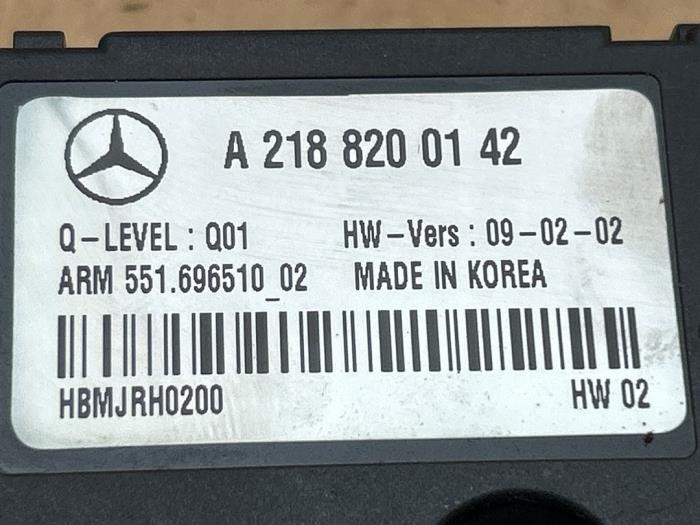 A 218 820 01 42
Q-LEVEL : Q01 HW-Vers : 09-02-02
ARM 551.696510_02 MADE IN KOREA
HBMJRH0200 HW 02